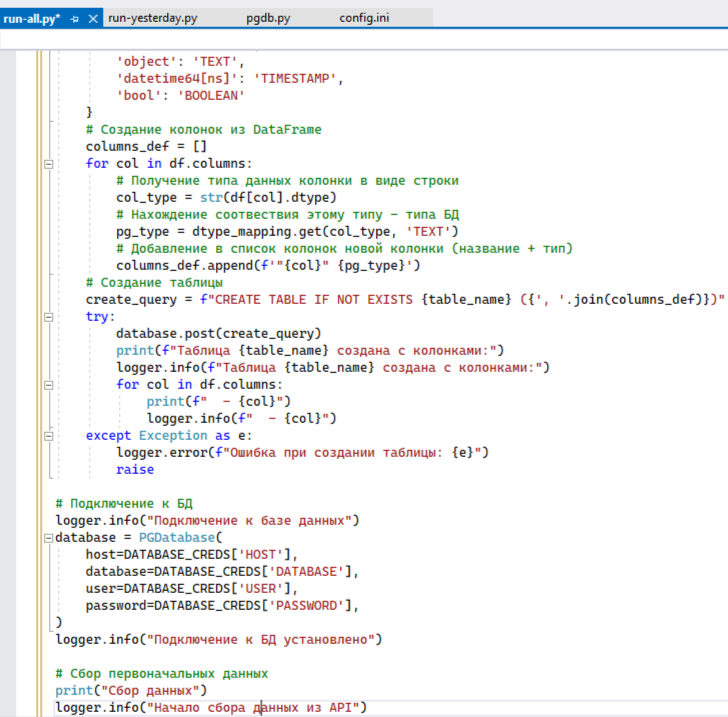 run-all.py* run-yesterday.py pgdb.py config.ini
'object': 'TEXT',
'datetime64[ns]': 'TIMESTAMP',
'bool': 'BOOLEAN'
}
# Создание колонок из DataFrame
columns_def = []
for col in df.columns:
# Получение типа данных колонки в виде строки
col_type = str(df[col].dtype)
# Нахождение соотвествия этому типу - типа БД
pg_type = dtype_mapping.get(col_type, 'TEXT')
# Добавление в список колонок новой колонки (название + тип)
columns_def.append(f'"{col}" {pg_type}')
# Создание таблицы
create_query = f"CREATE TABLE IF NOT EXISTS {table_name} ({', '.join(columns_def)})"
try:
database.post(create_query)
print(f"Таблица {table_name} создана с колонками:")
logger.info(f"Таблица {table_name} создана с колонками:")
for col in df.columns:
print(f"  - {col}")
logger.info(f"  - {col}")
except Exception as e:
logger.error(f"Ошибка при создании таблицы: {e}")
raise
# Подключение к БД
logger.info("Подключение к базе данных")
database = PGDatabase(
host=DATABASE_CREDS['HOST'],
database=DATABASE_CREDS['DATABASE'],
user=DATABASE_CREDS['USER'],
password=DATABASE_CREDS['PASSWORD'],
)
logger.info("Подключение к БД установлено")
# Сбор первоначальных данных
print("Сбор данных")
logger.info("Начало сбора данных из API")